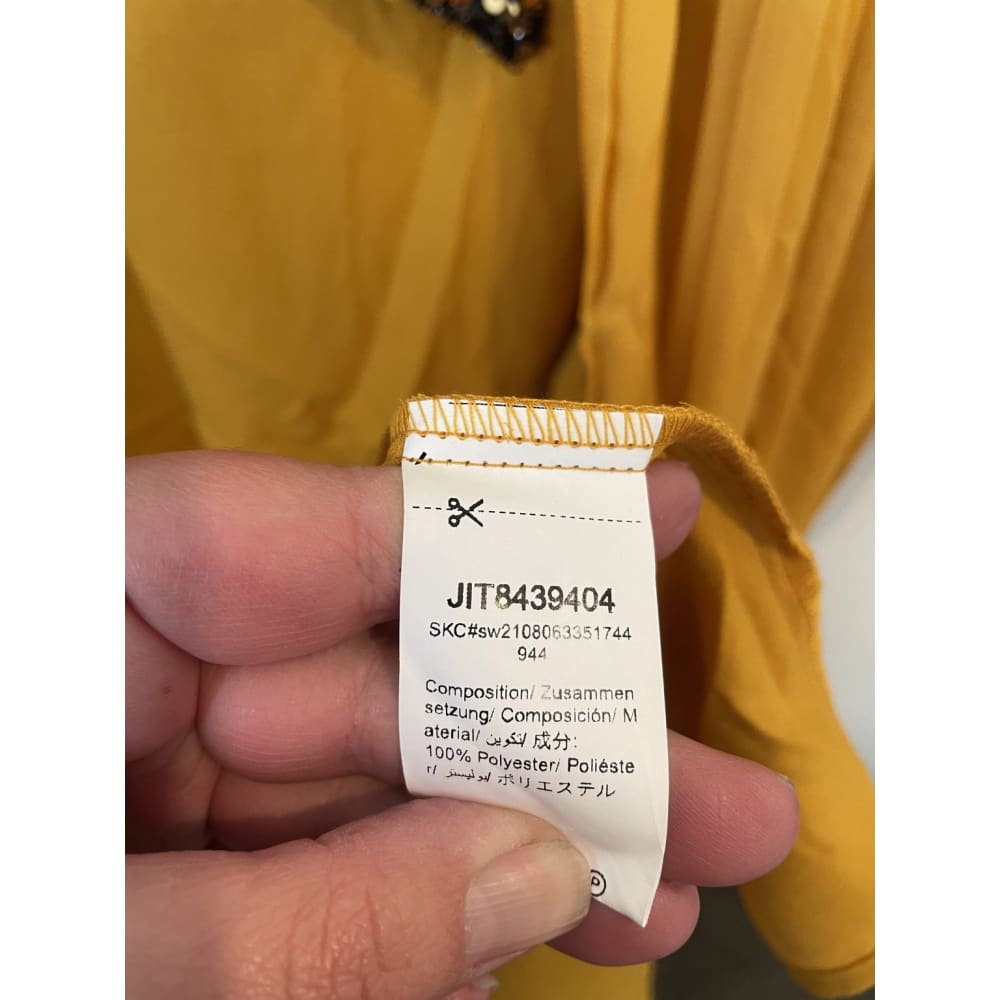 JIT8439404
SKC#sw2108063351744
944
Composition/ Zusammen
setzung/ Composición/ M
aterial/ تكوين/ 成分:
100% Polyester/ Poliéste
r/ بوليستر/ ポリエステル
P